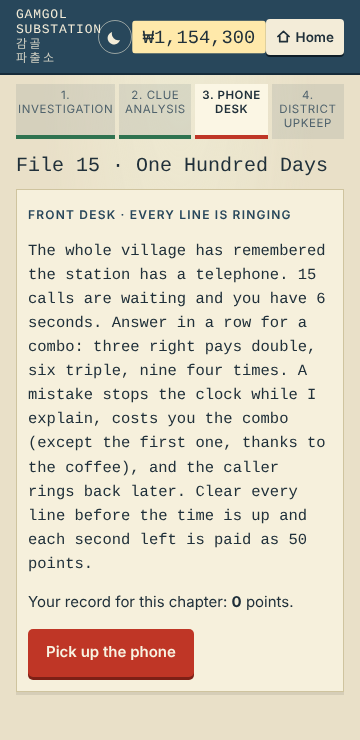 GAMGOL
SUBSTATION
감골
파출소
₩1,154,300
Home
1.
INVESTIGATION
2. CLUE
ANALYSIS
3. PHONE
DESK
4.
DISTRICT
UPKEEP
File 15 · One Hundred Days
FRONT DESK · EVERY LINE IS RINGING
The whole village has remembered
the station has a telephone. 15
calls are waiting and you have 6
seconds. Answer in a row for a
combo: three right pays double,
six triple, nine four times. A
mistake stops the clock while I
explain, costs you the combo
(except the first one, thanks to
the coffee), and the caller
rings back later. Clear every
line before the time is up and
each second left is paid as 50
points.
Your record for this chapter: 0 points.
Pick up the phone